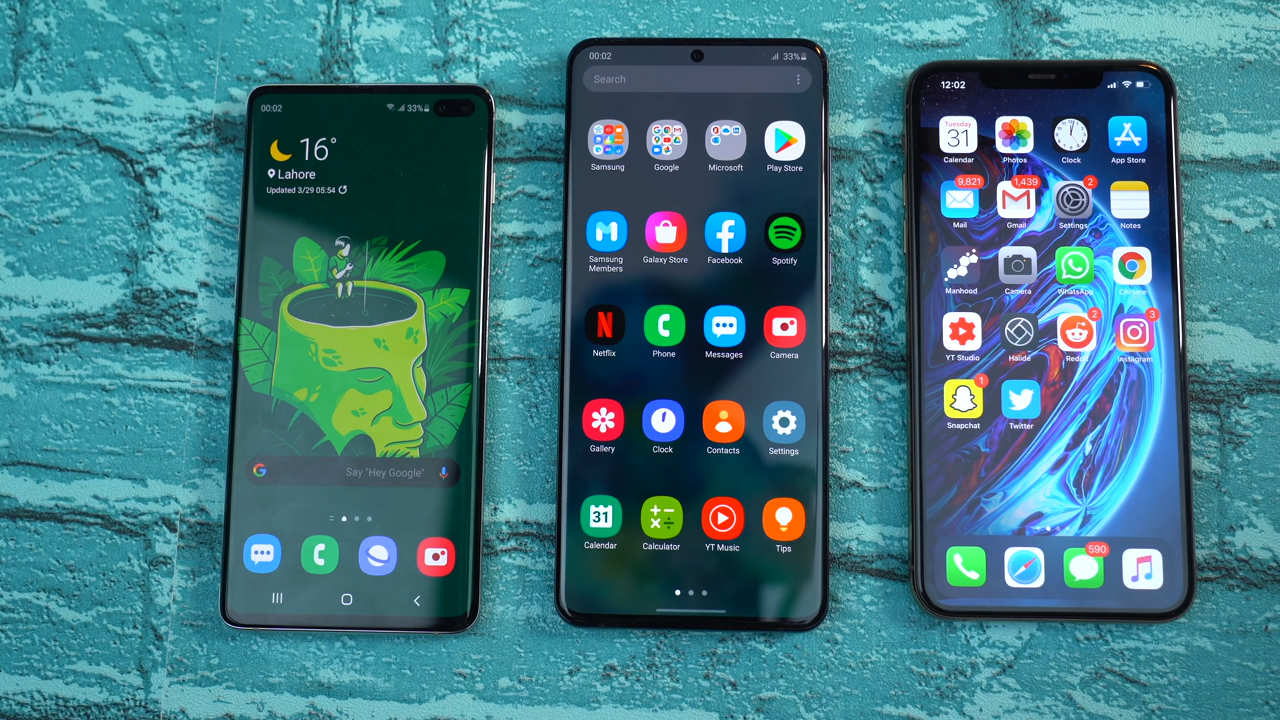 00:02
33%
16°
Lahore
Updated 3/29 05:54
Say "Hey Google"
00:02
33%
Search
Samsung
Google
Microsoft
Play Store
Samsung Members
Galaxy Store
Facebook
Spotify
Netflix
Phone
Messages
Camera
Gallery
Clock
Contacts
Settings
31
Calendar
Calculator
YT Music
Tips
12:02
Tuesday
31
Calendar
Photos
Clock
App Store
9,821
1,439
2
Mail
Gmail
Settings
Notes
Manhood
Camera
WhatsApp
Chrome
2
3
YT Studio
Halide
Reddit
Instagram
1
Snapchat
Twitter
590